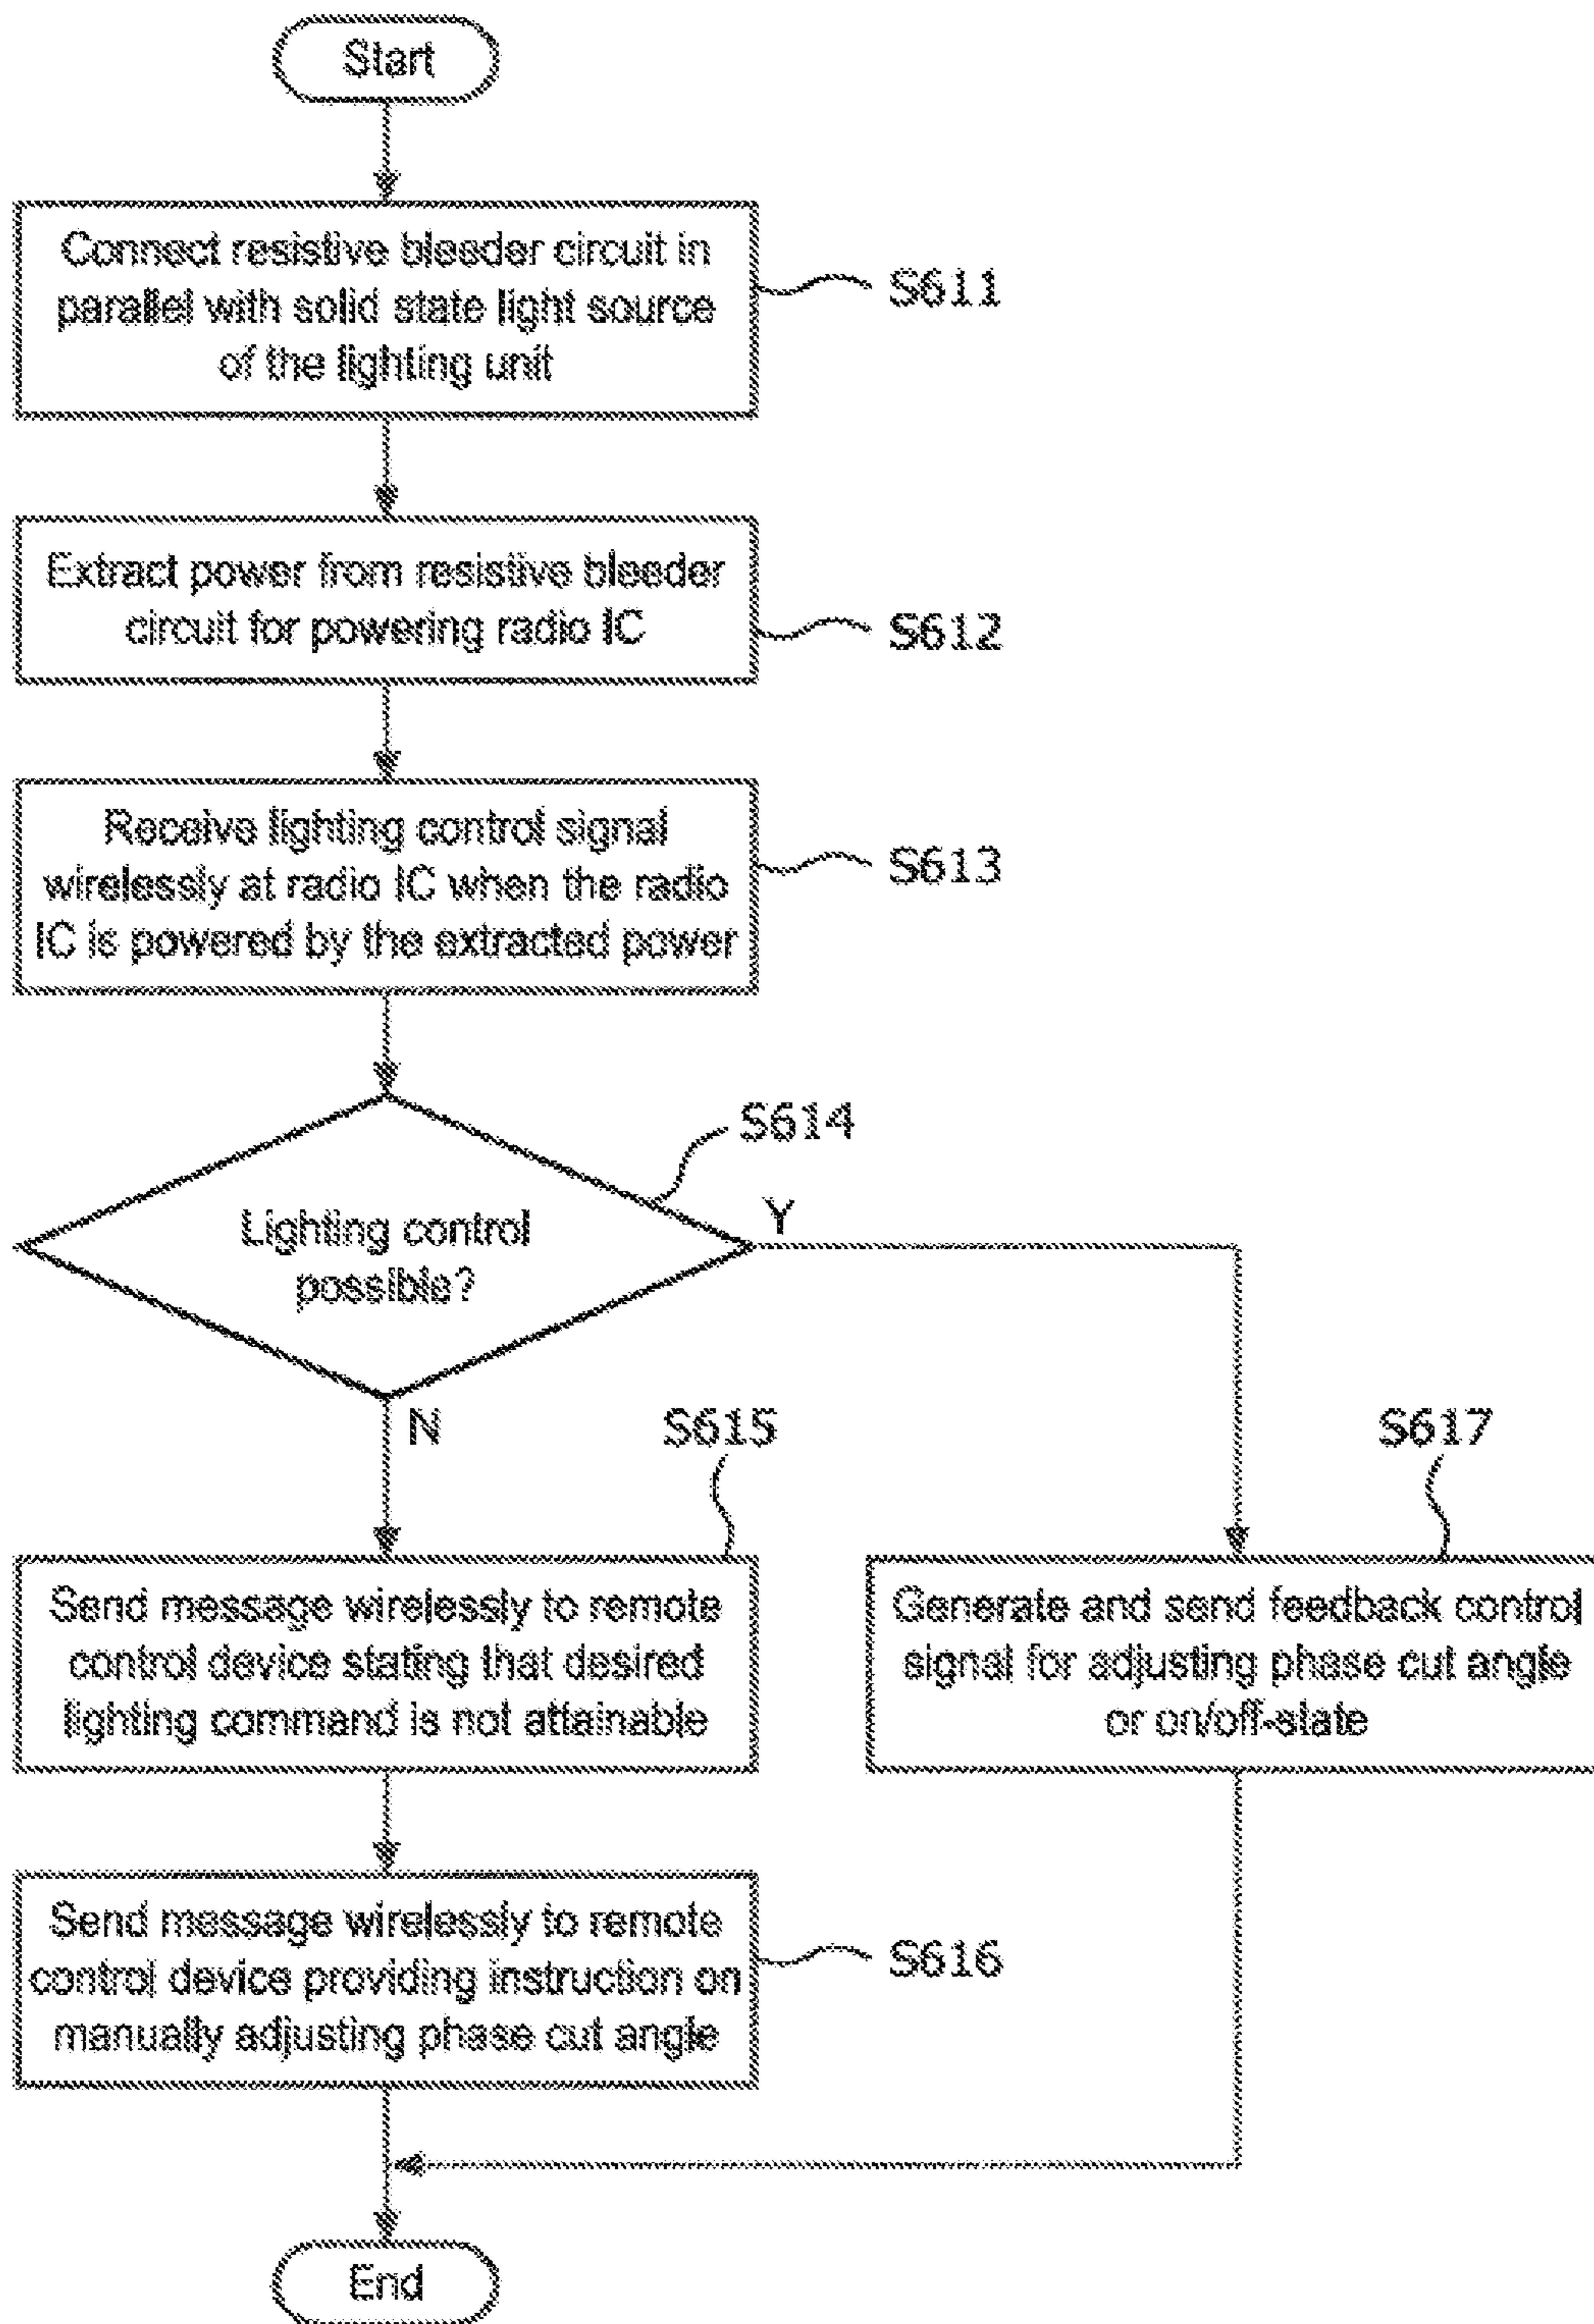 Start
Connect resistive bleeder circuit in
parallel with solid state light source
of the lighting unit
S611
Extract power from resistive bleeder
circuit for powering radio IC
S612
Receive lighting control signal
wirelessly at radio IC when the radio
IC is powered by the extracted power
S613
S614
Lighting control
possible?
Y
N
S615
S617
Send message wirelessly to remote
control device stating that desired
lighting command is not attainable
Generate and send feedback control
signal for adjusting phase cut angle
or on/off-state
Send message wirelessly to remote
control device providing instruction on
manually adjusting phase cut angle
S616
End